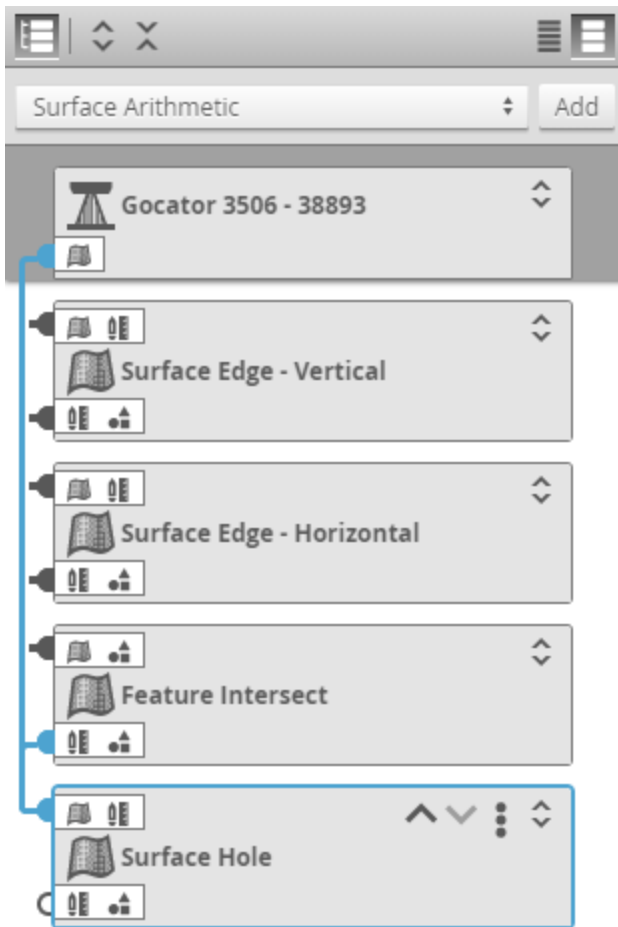 Surface Arithmetic
Add
Gocator 3506 - 38893
Surface Edge - Vertical
Surface Edge - Horizontal
Feature Intersect
Surface Hole